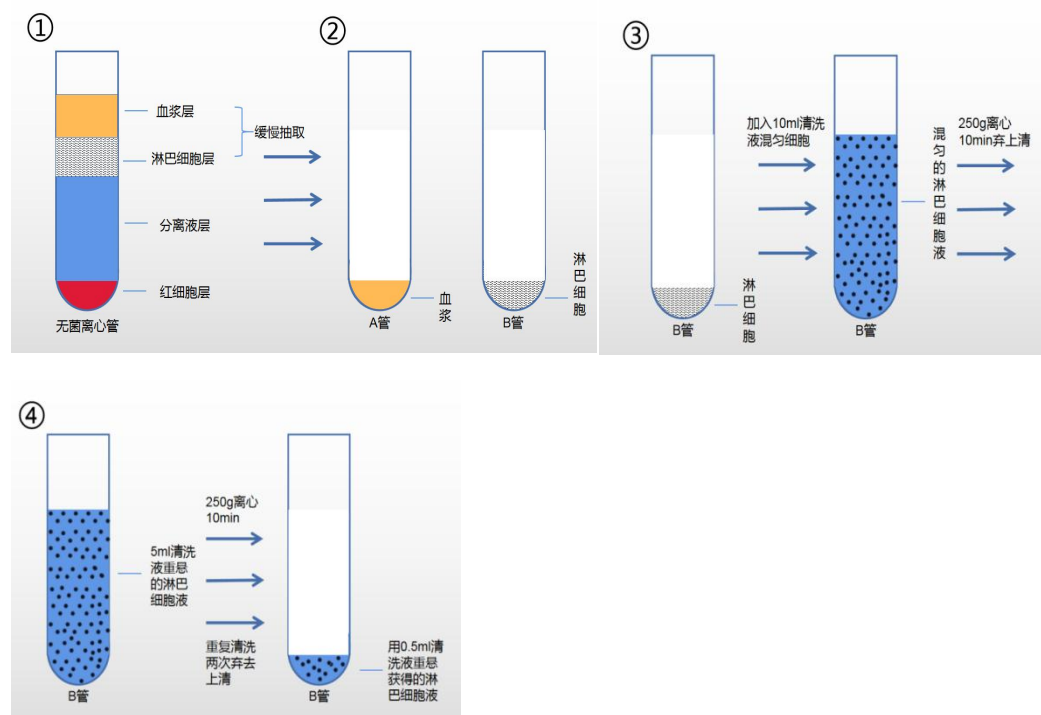 ①
血浆层
淋巴细胞层
缓慢抽取
分离液层
红细胞层
无菌离心管
②
血浆
A管
淋巴细胞
B管
③
淋巴细胞
B管
加入10ml清洗
液混匀细胞
混匀的淋巴细胞液
B管
250g离心
10min弃上清
④
B管
5ml清洗
液重悬
的淋巴
细胞液
250g离心
10min
重复清洗
两次弃去
上清
B管
用0.5ml清
洗液重悬
获得的淋
巴细胞液